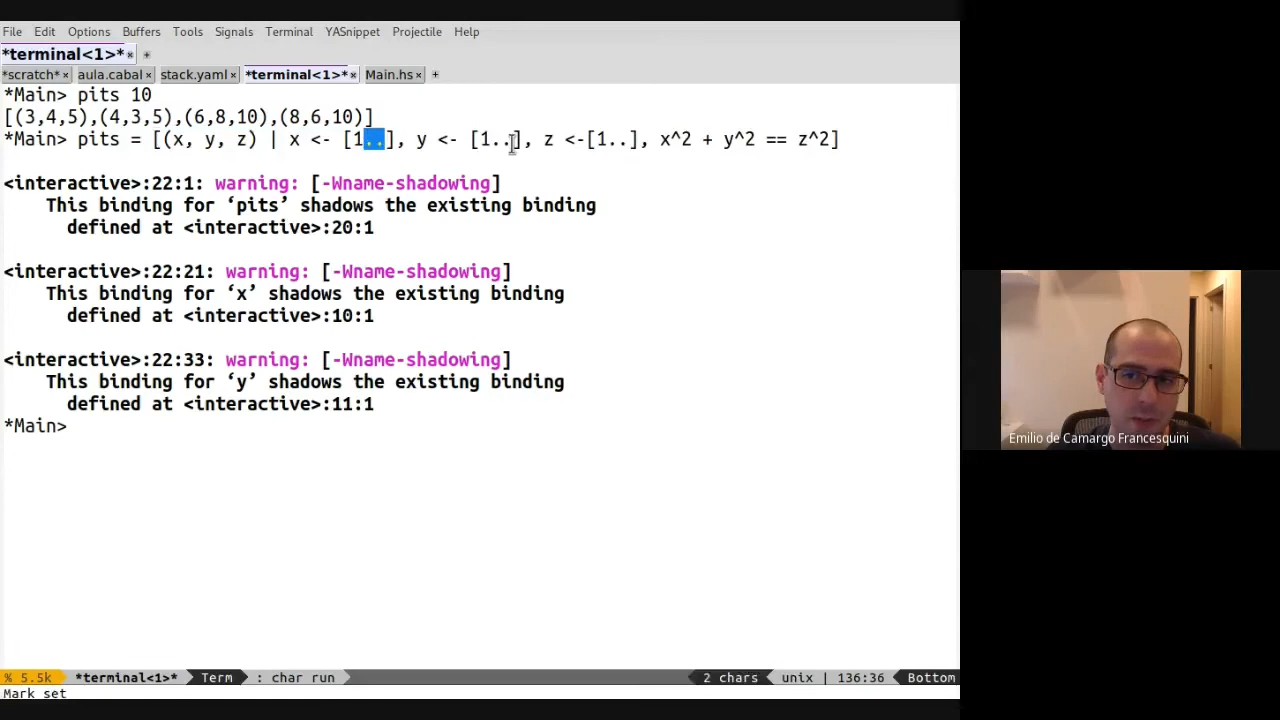 File Edit Options Buffers Tools Signals Terminal YASnippet Projectile Help
*terminal<1>*
*scratch* aula.cabal stack.yaml *terminal<1>* Main.hs
*Main> pits 10
[(3,4,5),(4,3,5),(6,8,10),(8,6,10)]
*Main> pits = [(x, y, z) | x <- [1..], y <- [1..], z <-[1..], x^2 + y^2 == z^2]
<interactive>:22:1: warning: [-Wname-shadowing]
This binding for ‘pits’ shadows the existing binding
defined at <interactive>:20:1
<interactive>:22:21: warning: [-Wname-shadowing]
This binding for ‘x’ shadows the existing binding
defined at <interactive>:10:1
<interactive>:22:33: warning: [-Wname-shadowing]
This binding for ‘y’ shadows the existing binding
defined at <interactive>:11:1
*Main>
Emilio de Camargo Francesquini
% 5.5k *terminal<1>* Term : char run 2 chars unix | 136:36 Bottom
Mark set